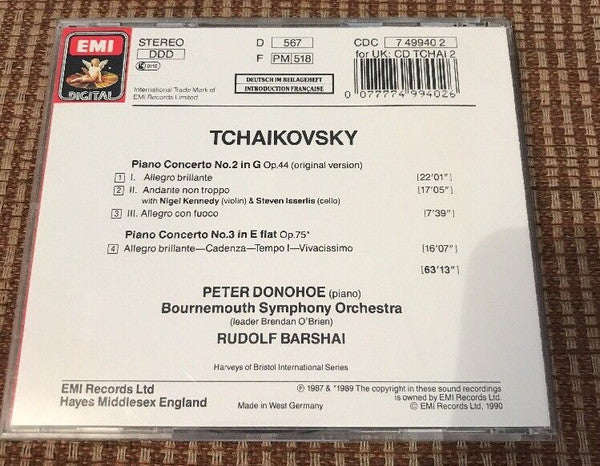 EMI
DIGITAL
STEREO
DDD
International Trade Mark of
EMI Records Limited
D 567
F PM 518
DEUTSCH IM BEILAGEHEFT
INTRODUCTION FRANÇAISE
CDC 7 49940 2
for UK: CD TCHAI 2
0 077774 994026
TCHAIKOVSKY
Piano Concerto No.2 in G Op.44 (original version)
1 I. Allegro brillante [22'01"]
2 II. Andante non troppo [17'05"]
with Nigel Kennedy (violin) & Steven Isserlis (cello)
3 III. Allegro con fuoco [7'39"]
Piano Concerto No.3 in E flat Op.75*
4 Allegro brillante—Cadenza—Tempo I—Vivacissimo [16'07"]
[63'13"]
PETER DONOHOE (piano)
Bournemouth Symphony Orchestra
(leader Brendan O'Brien)
RUDOLF BARSHAI
Harveys of Bristol International Series
EMI Records Ltd
Hayes Middlesex England
Made in West Germany
℗ 1987 & *1989 The copyright in these sound recordings
is owned by EMI Records Ltd.
© EMI Records Ltd, 1990